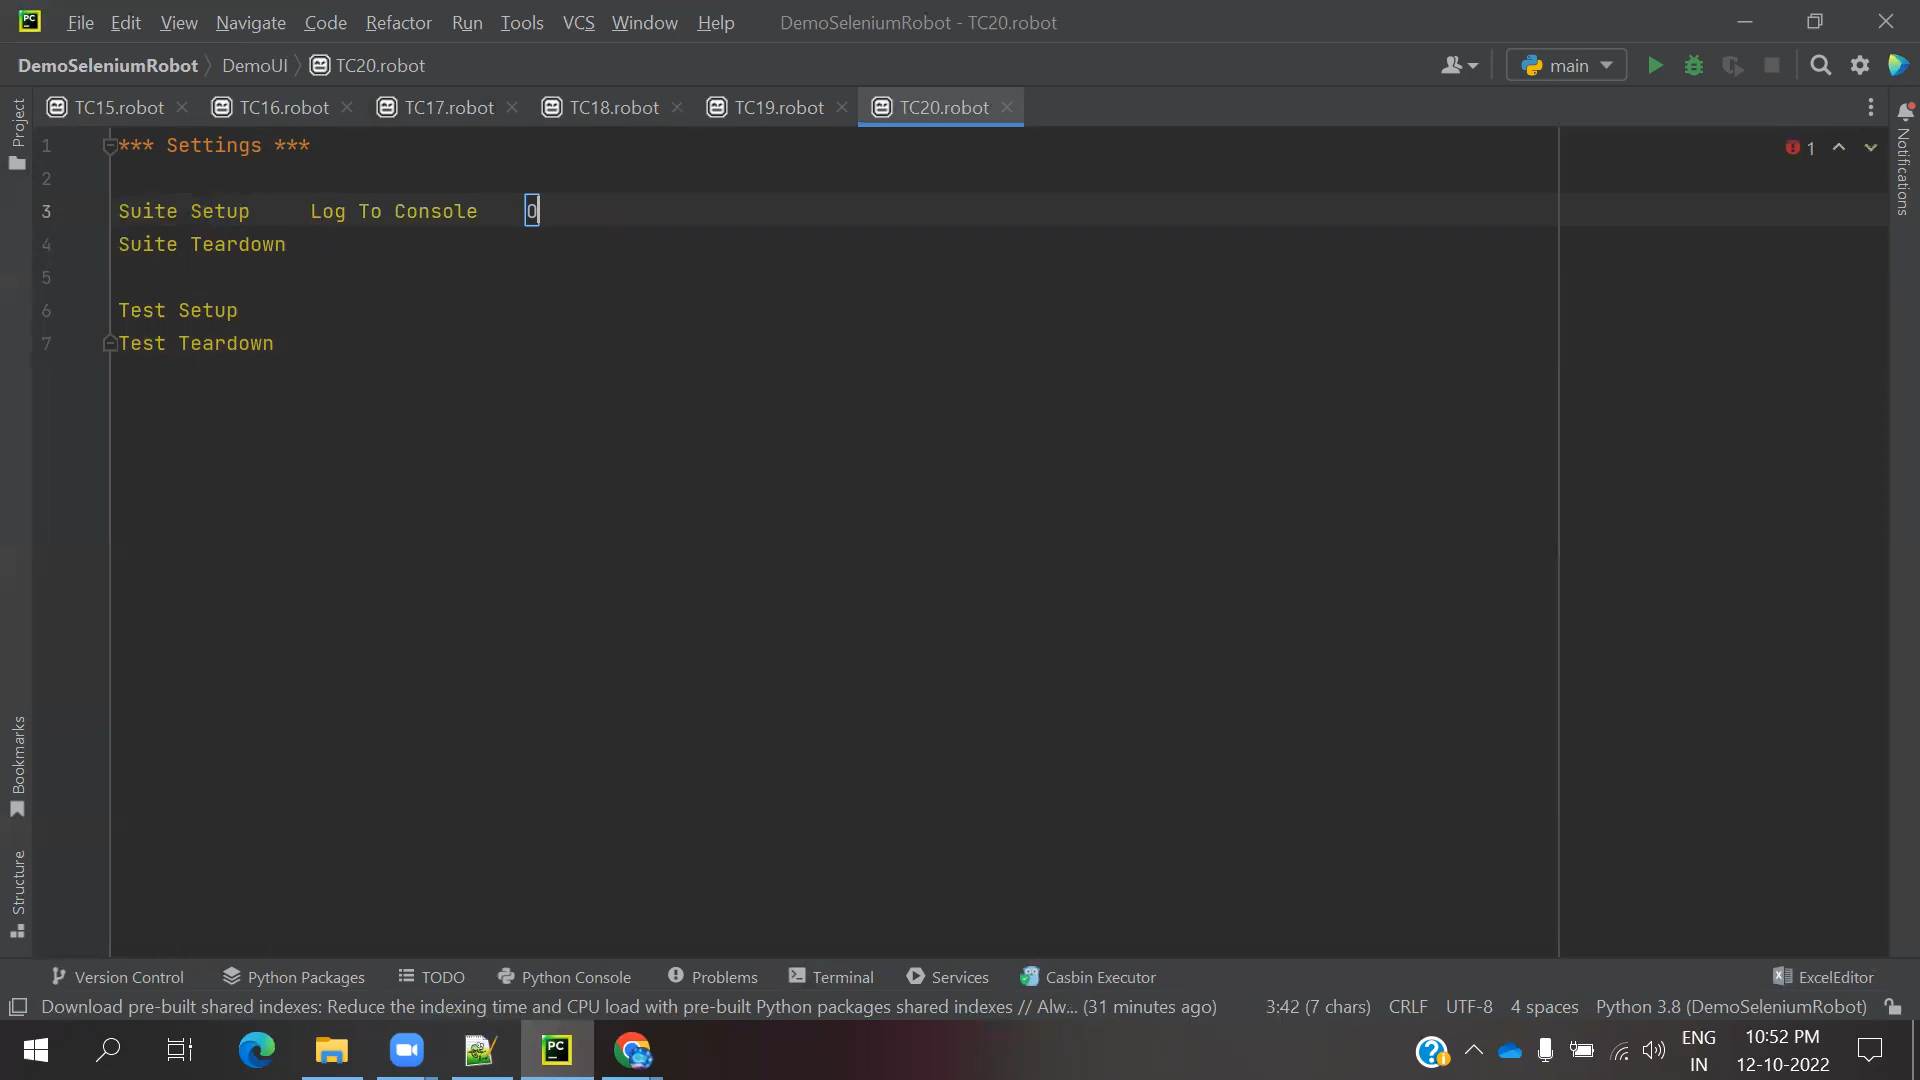 PC File Edit View Navigate Code Refactor Run Tools VCS Window Help DemoSeleniumRobot - TC20.robot
DemoSeleniumRobot DemoUI TC20.robot main
TC15.robot TC16.robot TC17.robot TC18.robot TC19.robot TC20.robot
Project
Notifications
1 *** Settings *** 1
2
3 Suite Setup Log To Console O
4 Suite Teardown
5
6 Test Setup
7 Test Teardown
Bookmarks
Structure
Version Control Python Packages TODO Python Console Problems Terminal Services Casbin Executor ExcelEditor
Download pre-built shared indexes: Reduce the indexing time and CPU load with pre-built Python packages shared indexes // Alw... (31 minutes ago) 3:42 (7 chars) CRLF UTF-8 4 spaces Python 3.8 (DemoSeleniumRobot)
PC ENG 10:52 PM
IN 12-10-2022